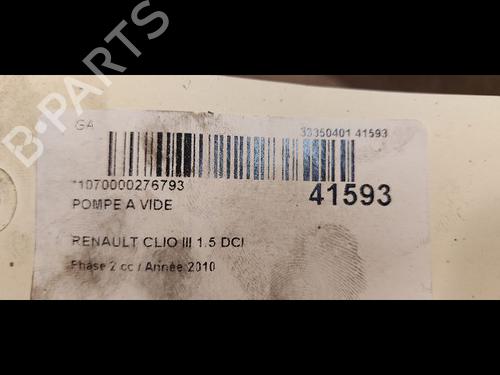 B-PARTS
GA
33350401 41593
*1070000276793
41593
POMPE A VIDE
RENAULT CLIO III 1.5 DCI
Phase 2 cc / Année 2010